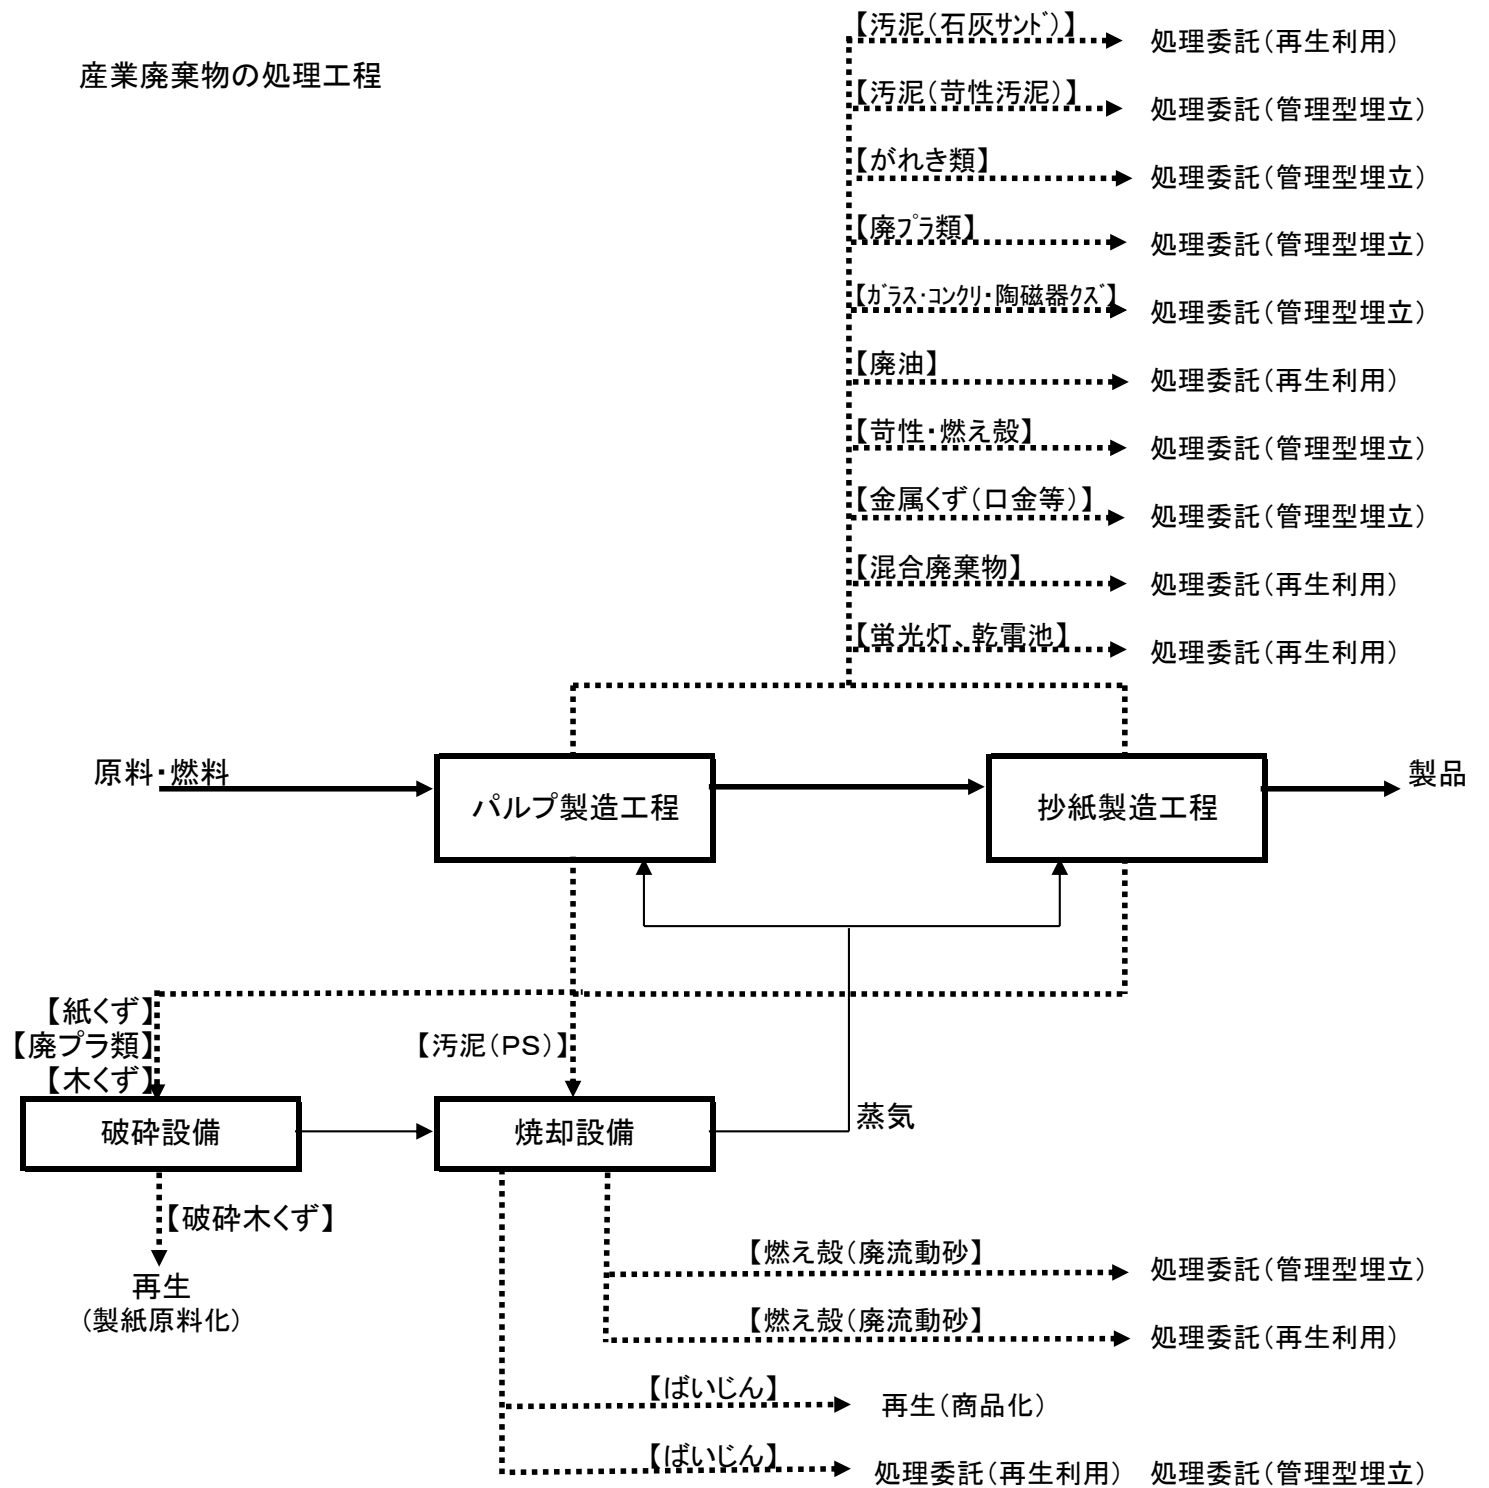 産業廃棄物の処理工程
【汚泥（石灰ｻﾝﾄﾞ）】 処理委託（再生利用）
【汚泥（苛性汚泥）】 処理委託（管理型埋立）
【がれき類】 処理委託（管理型埋立）
【廃ﾌﾟﾗ類】 処理委託（管理型埋立）
【ｶﾞﾗｽ・ｺﾝｸﾘ・陶磁器ｸｽﾞ】 処理委託（管理型埋立）
【廃油】 処理委託（再生利用）
【苛性・燃え殻】 処理委託（管理型埋立）
【金属くず（口金等）】 処理委託（管理型埋立）
【混合廃棄物】 処理委託（再生利用）
【蛍光灯、乾電池】 処理委託（再生利用）
原料・燃料 パルプ製造工程 抄紙製造工程 製品
【紙くず】
【廃プラ類】 【汚泥（ＰＳ）】
【木くず】
破砕設備 焼却設備 蒸気
【破砕木くず】
再生
（製紙原料化）
【燃え殻（廃流動砂】 処理委託（管理型埋立）
【燃え殻（廃流動砂】 処理委託（再生利用）
【ばいじん】 再生（商品化）
【ばいじん】 処理委託（再生利用） 処理委託（管理型埋立）